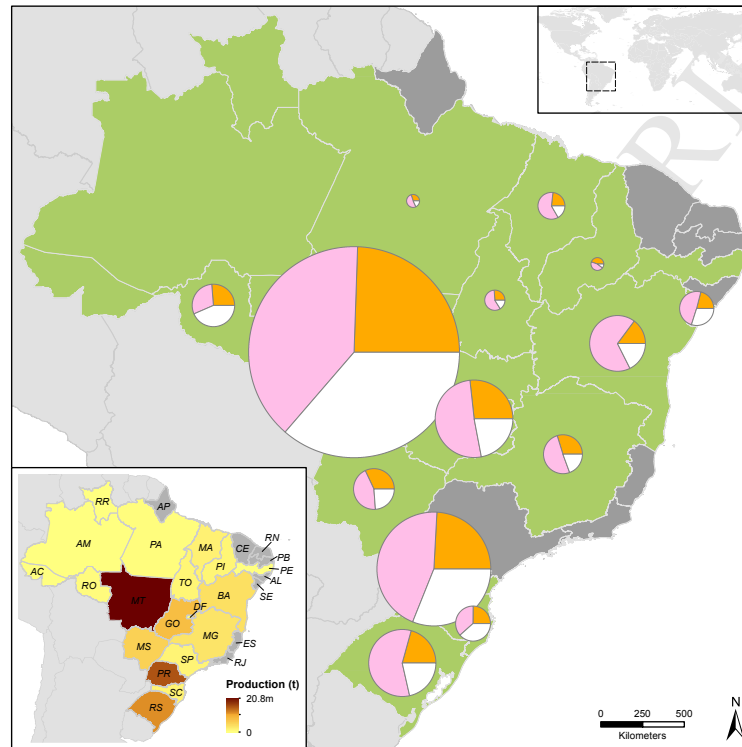 RI
N
0 250 500
Kilometers
RR
AP
AM
PA
MA
CE
RN
PB
PE
AL
SE
PI
AC
RO
TO
MT
BA
DF
GO
MG
ES
MS
SP
RJ
PR
SC
RS
Production (t)
20.8m
0